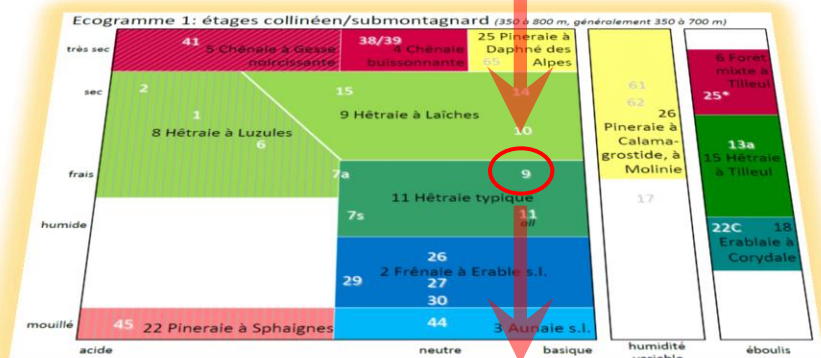 Ecogramme 1: étages collinéen/submontagnard (350 à 800 m, générolement 350 à 700 m)
très sec
sec
frais
humide
mouillé
41
5 Chênaie à Gesse
noircissante
38/39
4 Chênaie
buissonnante
25 Pineraie à
Daphné des
65 Alpes
2
1
8 Hêtraie à Luzules
6
15
14
9 Hêtraie à Laîches
10
7a
9
11 Hêtraie typique
7s
11
all
26
2 Frênaie à Erable s.l.
29
27
30
45
22 Pineraie à Sphaignes
44
3 Aunaie s.l.
acide
neutre
basique
61
62
26
Pineraie à
Calama-
grostide, à
Molinie
17
humidité
variable
6 Forêt
mixte à
Tilleul
25*
13a
15 Hêtraie
à Tilleul
22C
18
Erablaie à
Corydale
éboulis